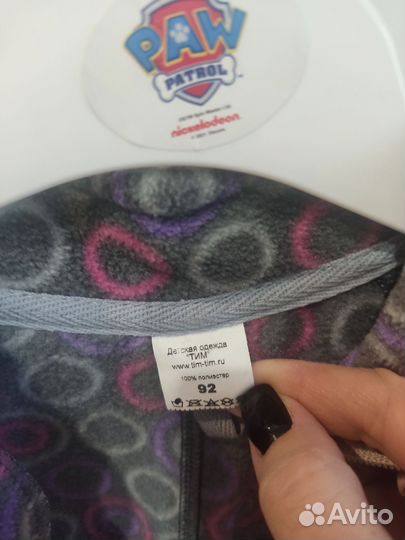 PAW
PATROL
nickelodeon
Детская одежда
"ТИМ"
www.tim-tim.ru
100% полиэстер
92
Avito